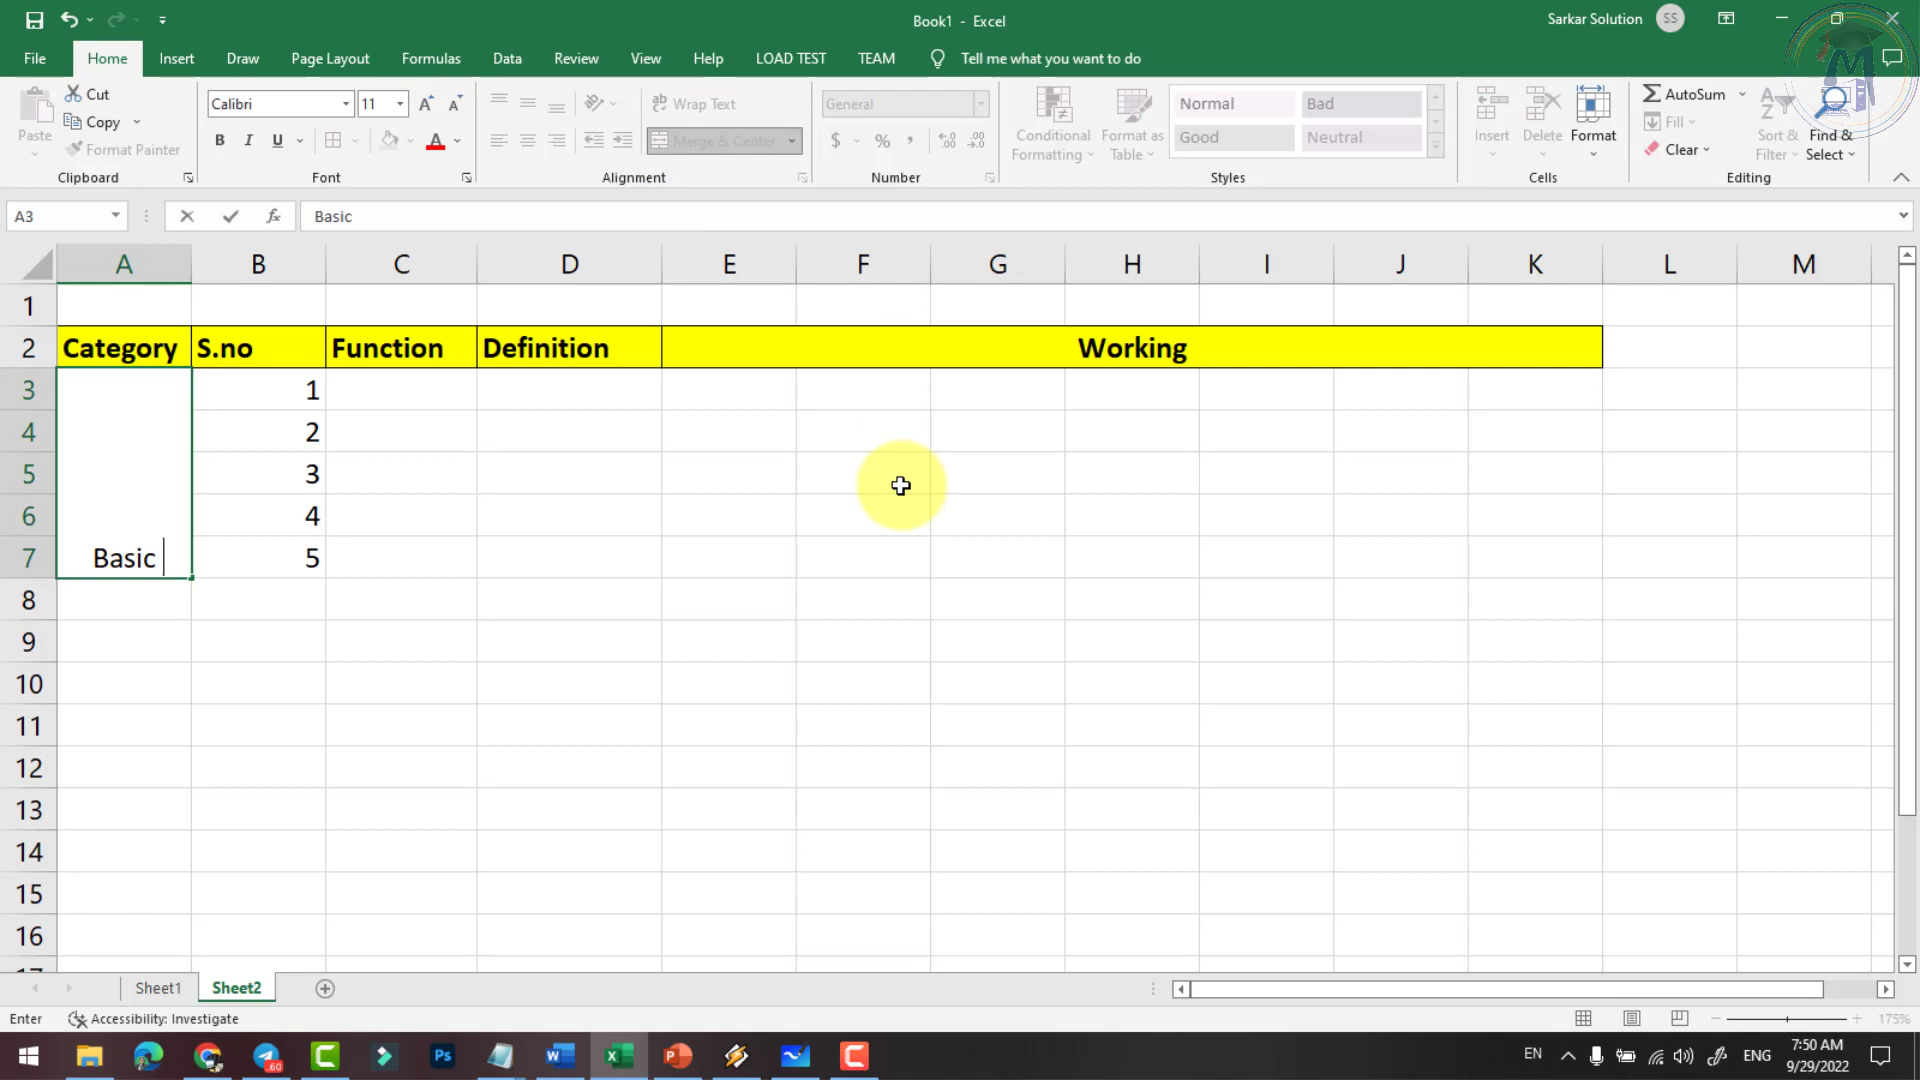 Book1 - Excel
Sarkar Solution SS
File Home Insert Draw Page Layout Formulas Data Review View Help LOAD TEST TEAM Tell me what you want to do
Paste
Cut
Copy
Format Painter
Clipboard
Calibri 11
B I U
Font
Wrap Text
Merge & Center
Alignment
General
$ % ,
Number
Conditional Formatting
Format as Table
Normal Bad
Good Neutral
Styles
Insert Delete Format
Cells
AutoSum
Fill
Clear
Sort & Filter
Find & Select
Editing
A3 fx Basic
A B C D E F G H I J K L M
1
2 Category S.no Function Definition Working
3 1
4 2
5 3
6 4
7 Basic 5
8
9
10
11
12
13
14
15
16
17
Sheet1 Sheet2
Enter Accessibility: Investigate 175%
EN ENG 7:50 AM
9/29/2022